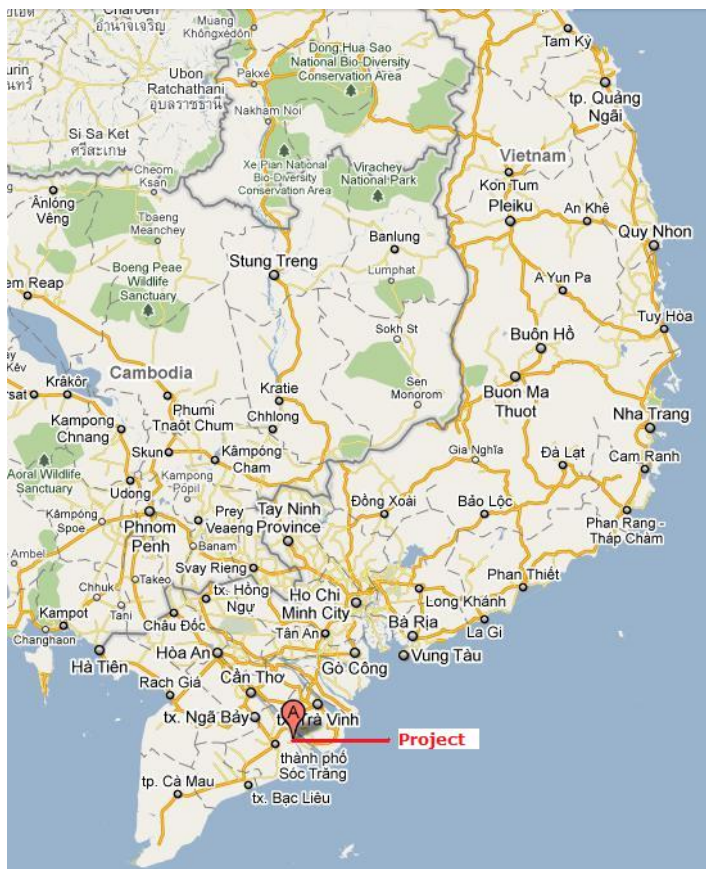 Muang
Khongxédôn
อำนาจเจริญ
Tam Kỳ
Dong Hua Sao
National Bio-Diversity
Conservation Area
Ubon
Ratchathani
อุบลราชธานี
Pakxé
tp. Quảng
Ngãi
Nakham Noi
Si Sa Ket
ศรีสะเกษ
Vietnam
Cheom
Ksan
Xe Pian National
Bio-Diversity
Conservation Area
Virachey
National Park
Kon Tum
Pleiku
An Khê
Ânlóng
Vêng
Tbaeng
Meanchey
Banlung
Quy Nhon
Stung Treng
Lumphat
Boeng Peae
Wildlife
Sanctuary
A Yun Pa
em Reap
Tuy Hòa
Sokh St
Buôn Hồ
Cambodia
Krâkôr
Kratie
Sen
Monorom
Buon Ma
Thuot
Phumi
Tnaôt Chum
Chhlong
Nha Trang
Kampong
Chnang
Skun
Kâmpóng
Cham
Gia Nghĩa
Đà Lạt
Cam Ranh
Aoral Wildlife
Sanctuary
Udong
Kampong
Popil
Kâmpóng
Spoe
Phnom
Penh
Prey
Veaeng
Tay Ninh
Province
Đồng Xoài
Bảo Lộc
Phan Rang -
Tháp Chàm
Banam
Ambel
Takeo
Svay Rieng
Phan Thiết
Chhuk
Tani
tx. Hồng
Ngự
Ho Chi
Minh City
Long Khánh
Kampot
Changhaon
Châu Đốc
Tân An
Bà Rịa
La Gi
Hà Tiên
Hòa An
Gò Công
Vung Tàu
Rach Giá
Cần Thơ
tx. Ngã Bảy
A
Trà Vinh
Project
thành phố
Sóc Trăng
tp. Cà Mau
tx. Bạc Liêu